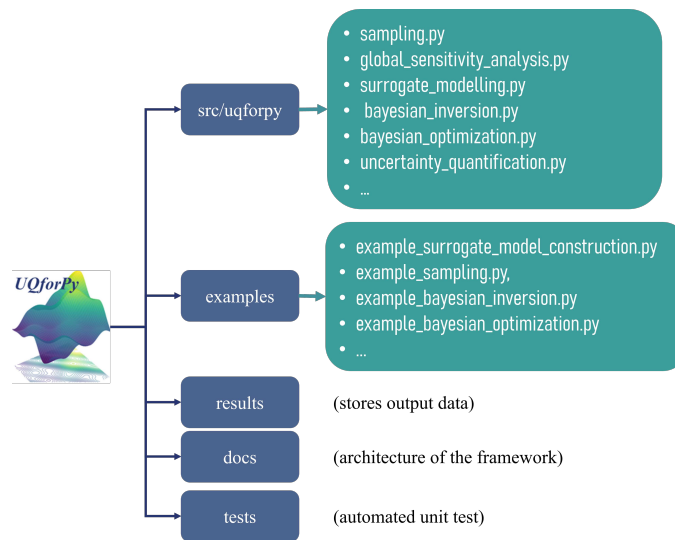 • sampling.py
• global_sensitivity_analysis.py
• surrogate_modelling.py
• bayesian_inversion.py
• bayesian_optimization.py
• uncertainty_quantification.py
• ...
src/uqforpy
• example_surrogate_model_construction.py
• example_sampling.py,
• example_bayesian_inversion.py
• example_bayesian_optimization.py
• ...
examples
UQforPy
results (stores output data)
docs (architecture of the framework)
tests (automated unit test)